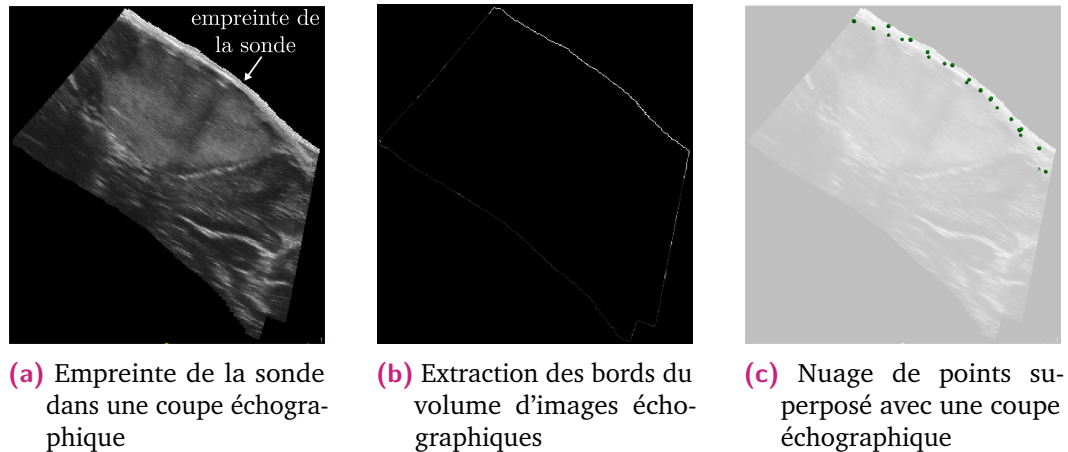 empreinte de
la sonde
(a) Empreinte de la sonde
dans une coupe échogra-
phique
(b) Extraction des bords du
volume d'images écho-
graphiques
(c) Nuage de points su-
perposé avec une coupe
échographique